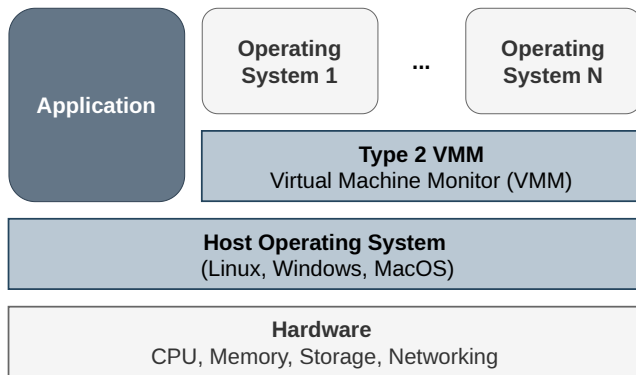 Application
Operating
System 1
...
Operating
System N
Type 2 VMM
Virtual Machine Monitor (VMM)
Host Operating System
(Linux, Windows, MacOS)
Hardware
CPU, Memory, Storage, Networking